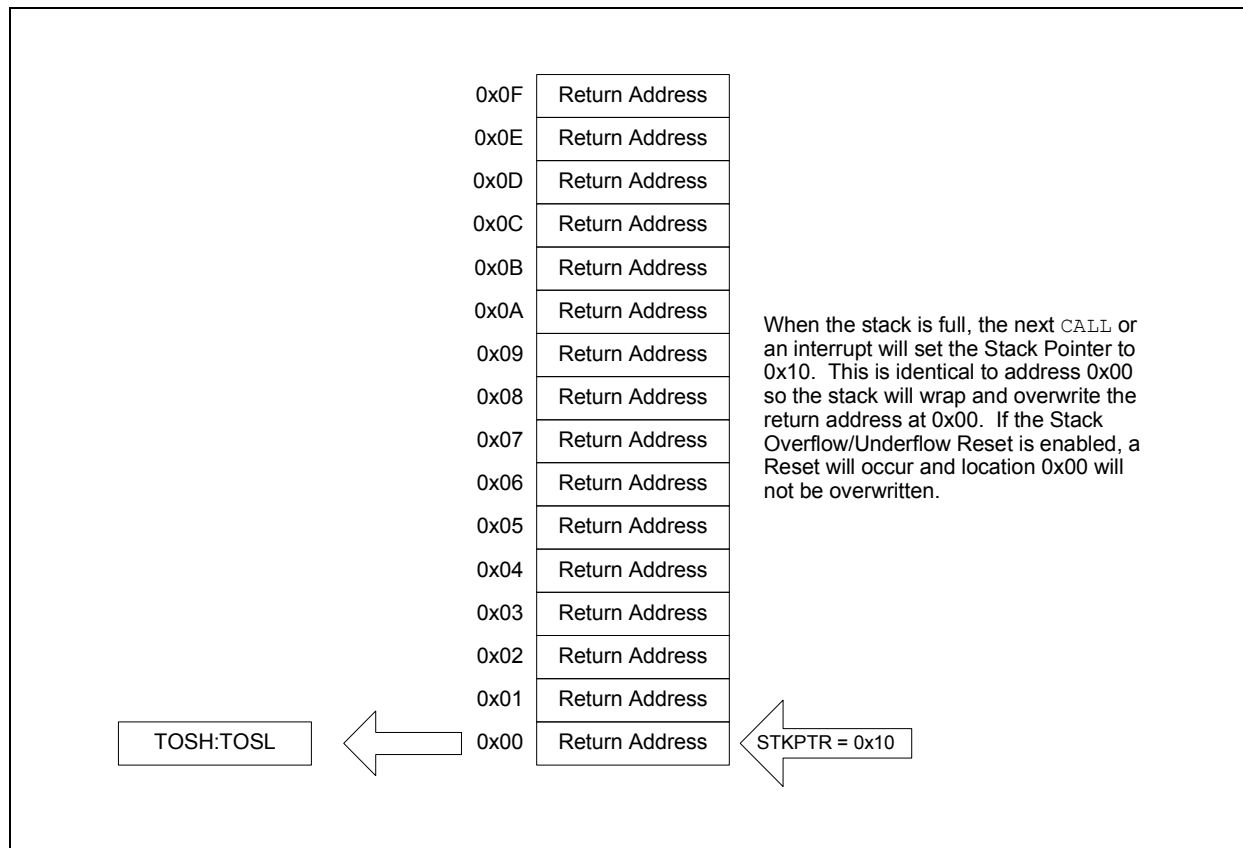 0x0F Return Address
0x0E Return Address
0x0D Return Address
0x0C Return Address
0x0B Return Address
0x0A Return Address
0x09 Return Address
0x08 Return Address
0x07 Return Address
0x06 Return Address
0x05 Return Address
0x04 Return Address
0x03 Return Address
0x02 Return Address
0x01 Return Address
TOSH:TOSL 0x00 Return Address STKPTR = 0x10
When the stack is full, the next CALL or
an interrupt will set the Stack Pointer to
0x10. This is identical to address 0x00
so the stack will wrap and overwrite the
return address at 0x00. If the Stack
Overflow/Underflow Reset is enabled, a
Reset will occur and location 0x00 will
not be overwritten.